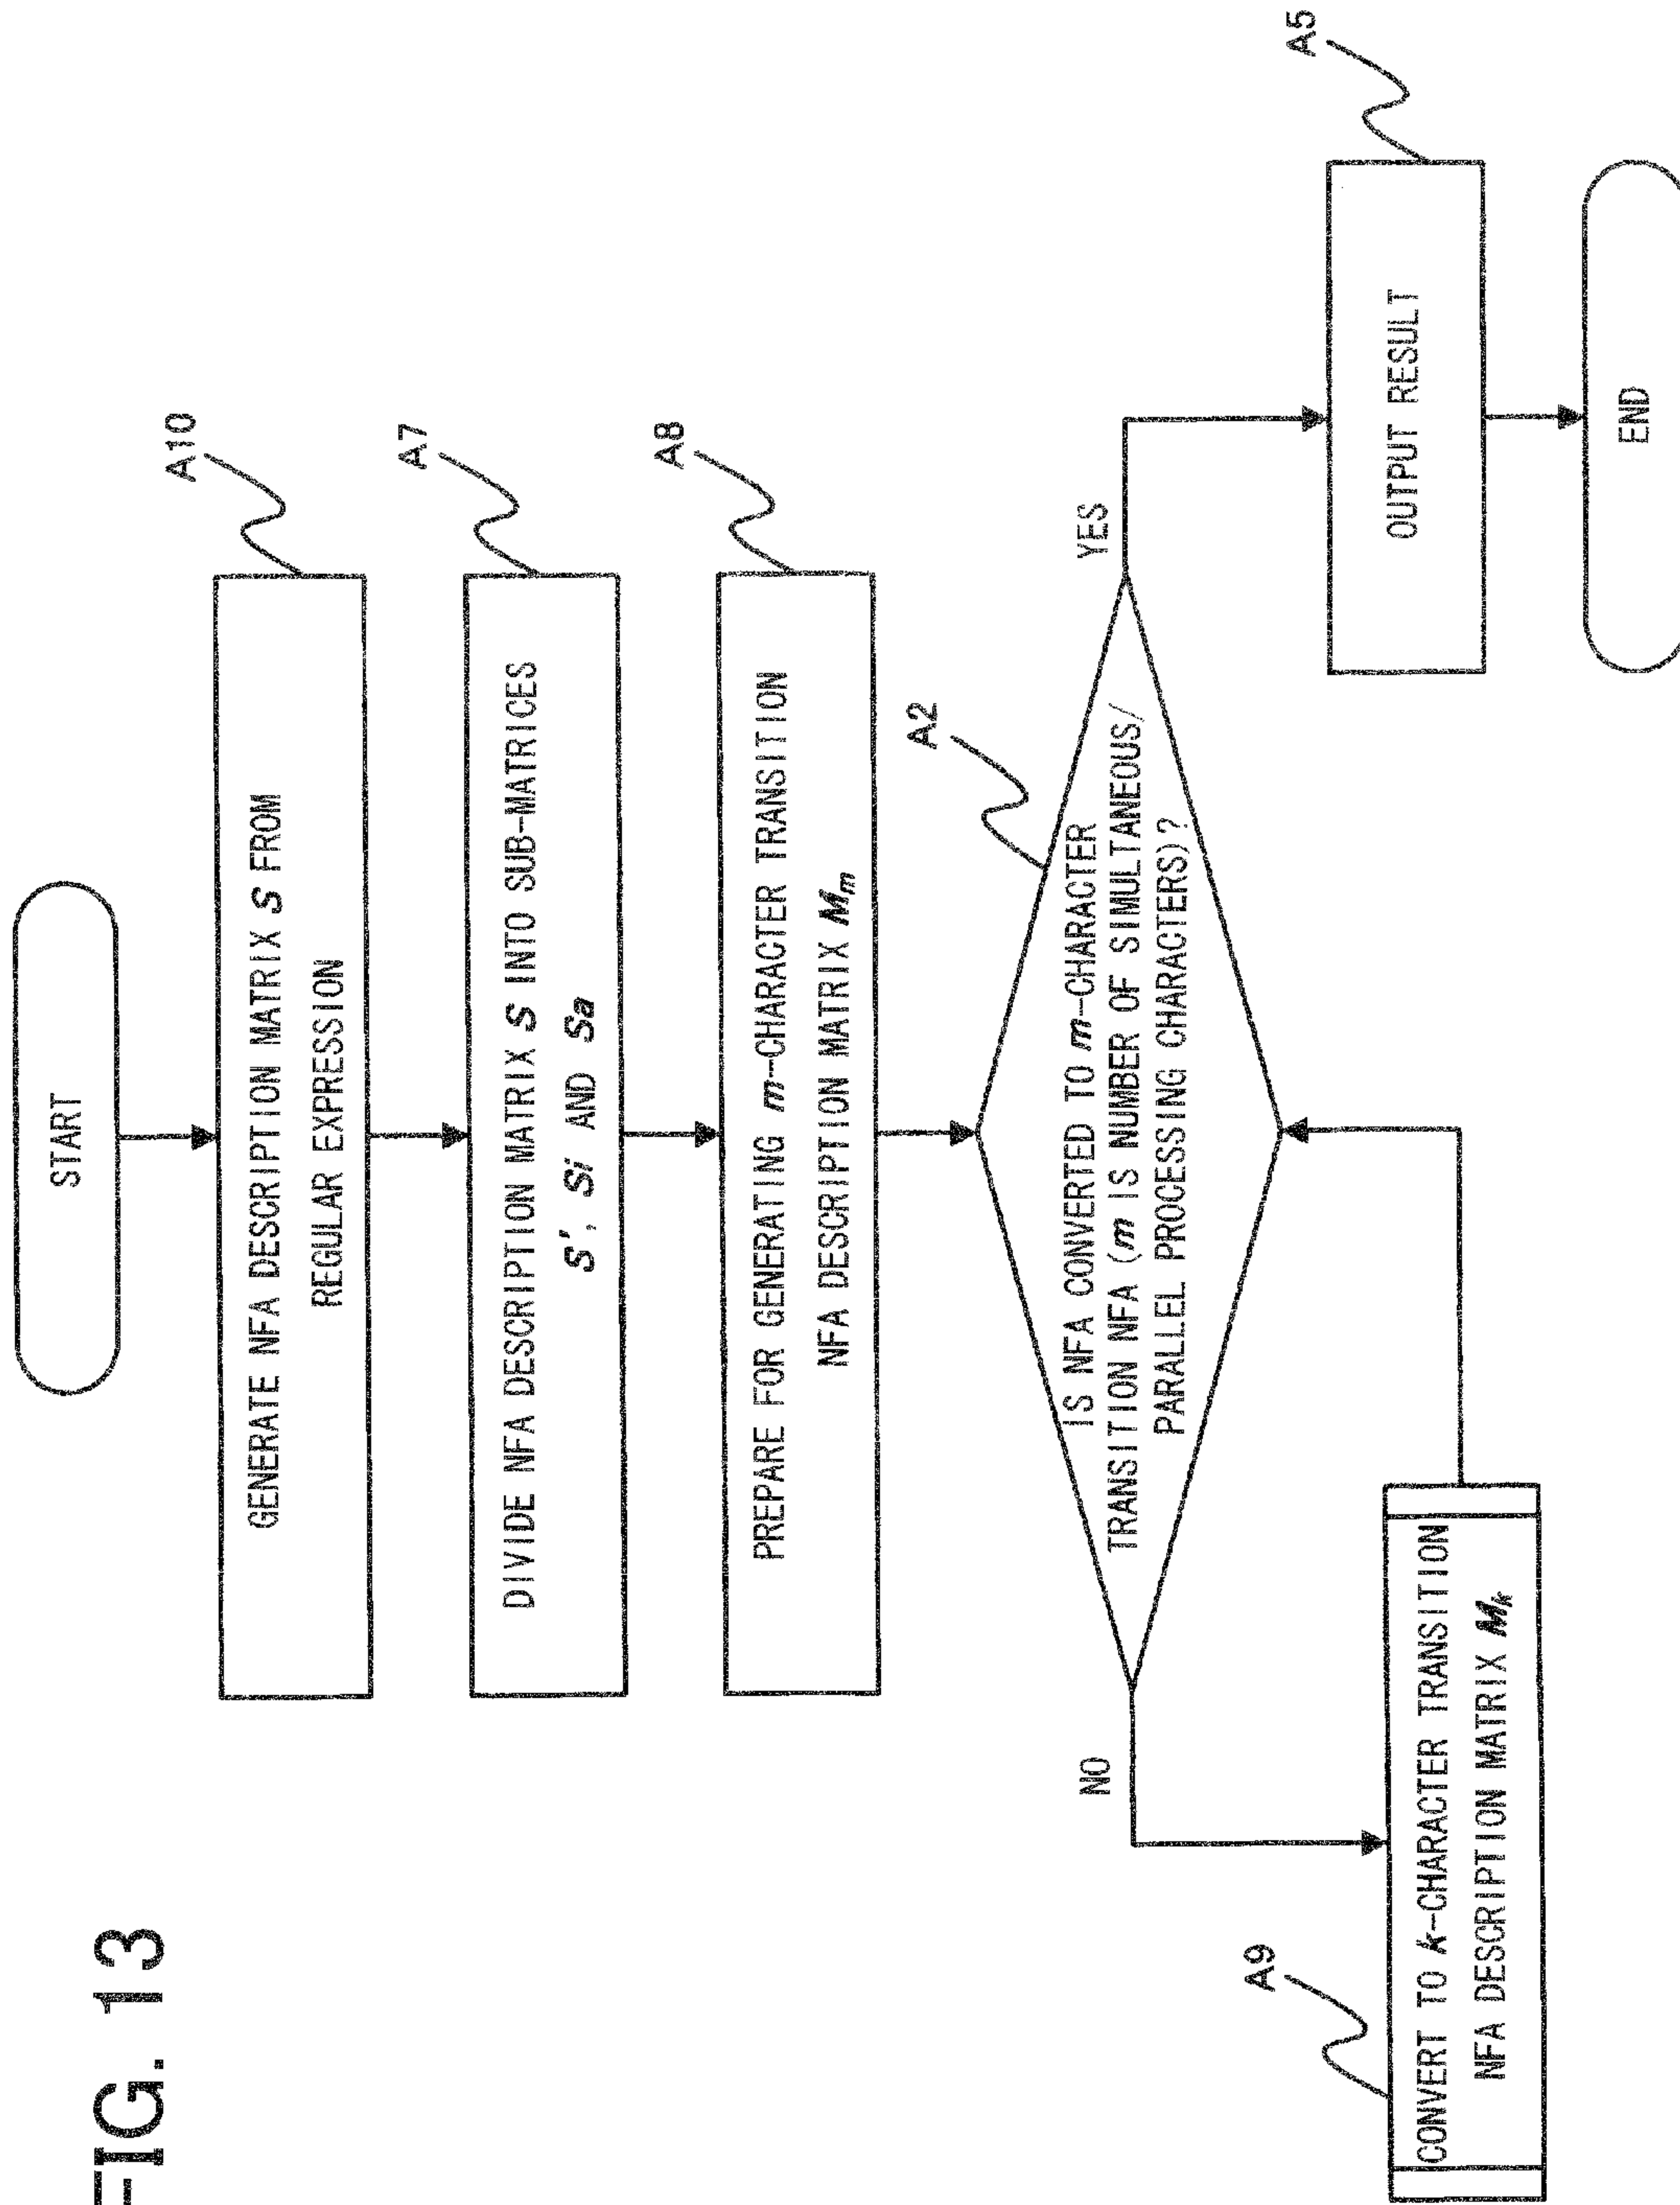 FIG. 13
START
A10
GENERATE NFA DESCRIPTION MATRIX S FROM
REGULAR EXPRESSION
A7
DIVIDE NFA DESCRIPTION MATRIX S INTO SUB-MATRICES
S', Si AND Sa
A8
PREPARE FOR GENERATING m-CHARACTER TRANSITION
NFA DESCRIPTION MATRIX Mm
A2
IS NFA CONVERTED TO m-CHARACTER
TRANSITION NFA (m IS NUMBER OF SIMULTANEOUS/
PARALLEL PROCESSING CHARACTERS)?
NO
YES
A9
CONVERT TO k-CHARACTER TRANSITION
NFA DESCRIPTION MATRIX Mk
A5
OUTPUT RESULT
END